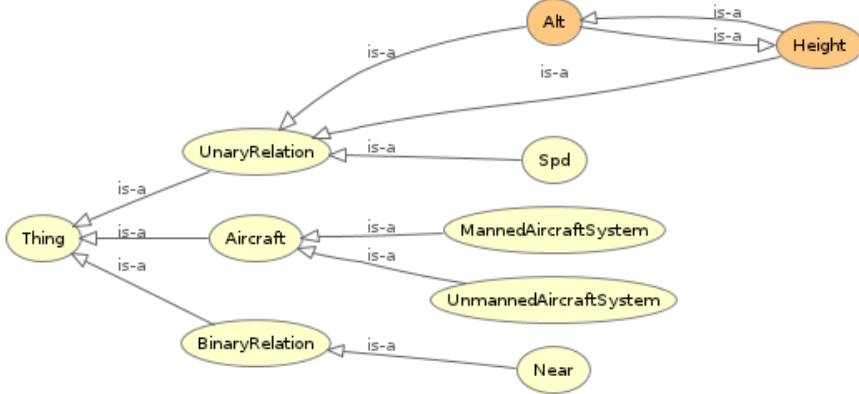 Alt
is-a
is-a
Height
is-a
is-a
UnaryRelation
is-a
Spd
is-a
Thing
is-a
Aircraft
is-a
MannedAircraftSystem
is-a
UnmannedAircraftSystem
is-a
BinaryRelation
is-a
Near